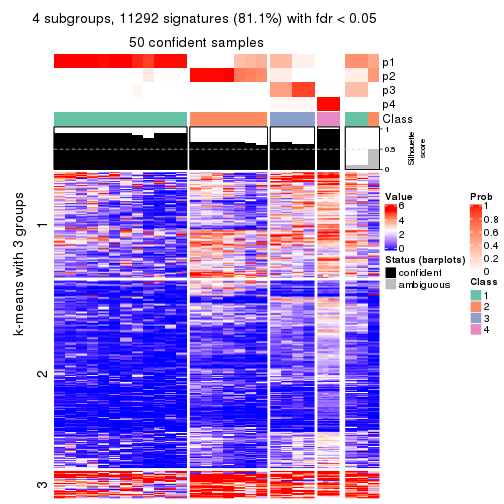 4 subgroups, 11292 signatures (81.1%) with fdr < 0.05
50 confident samples
p1
p2
p3
p4
Class
1
0.5
0
Silhouette
score
k-means with 3 groups
1
2
3
Value
6
4
2
0
Status (barplots)
confident
ambiguous
Prob
1
0.8
0.6
0.4
0.2
0
Class
1
2
3
4